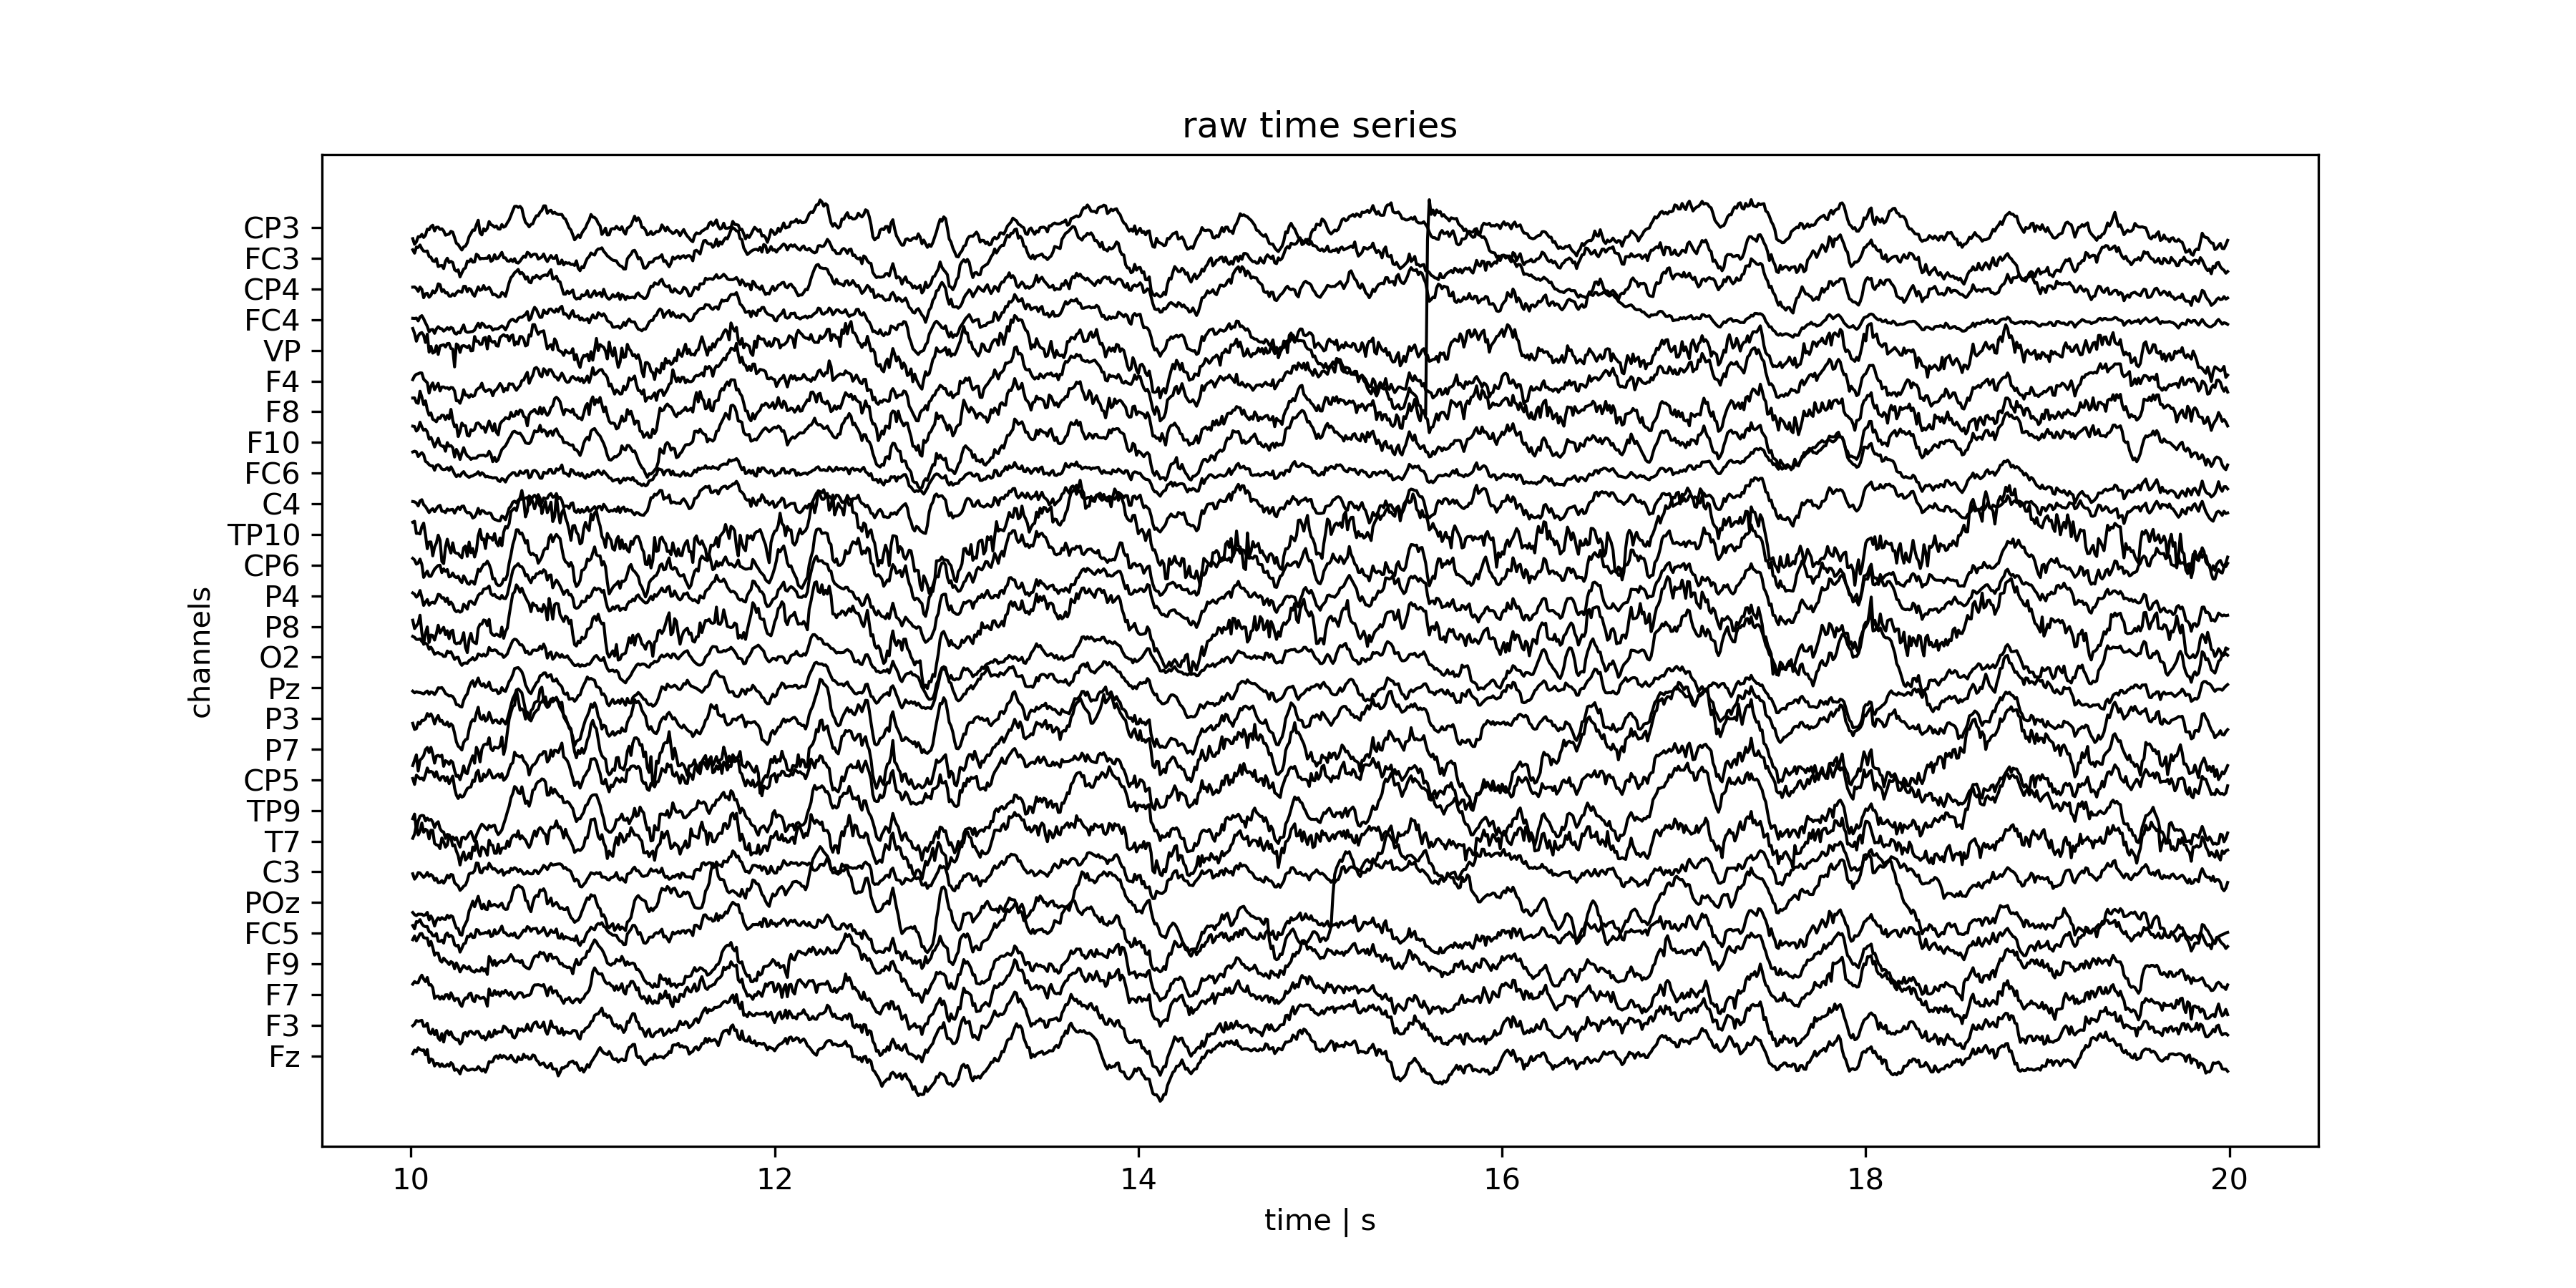 raw time series
CP3
FC3
CP4
FC4
VP
F4
F8
F10
FC6
C4
TP10
CP6
P4
P8
O2
Pz
P3
P7
CP5
TP9
T7
C3
POz
FC5
F9
F7
F3
Fz
channels
10 12 14 16 18 20
time | s